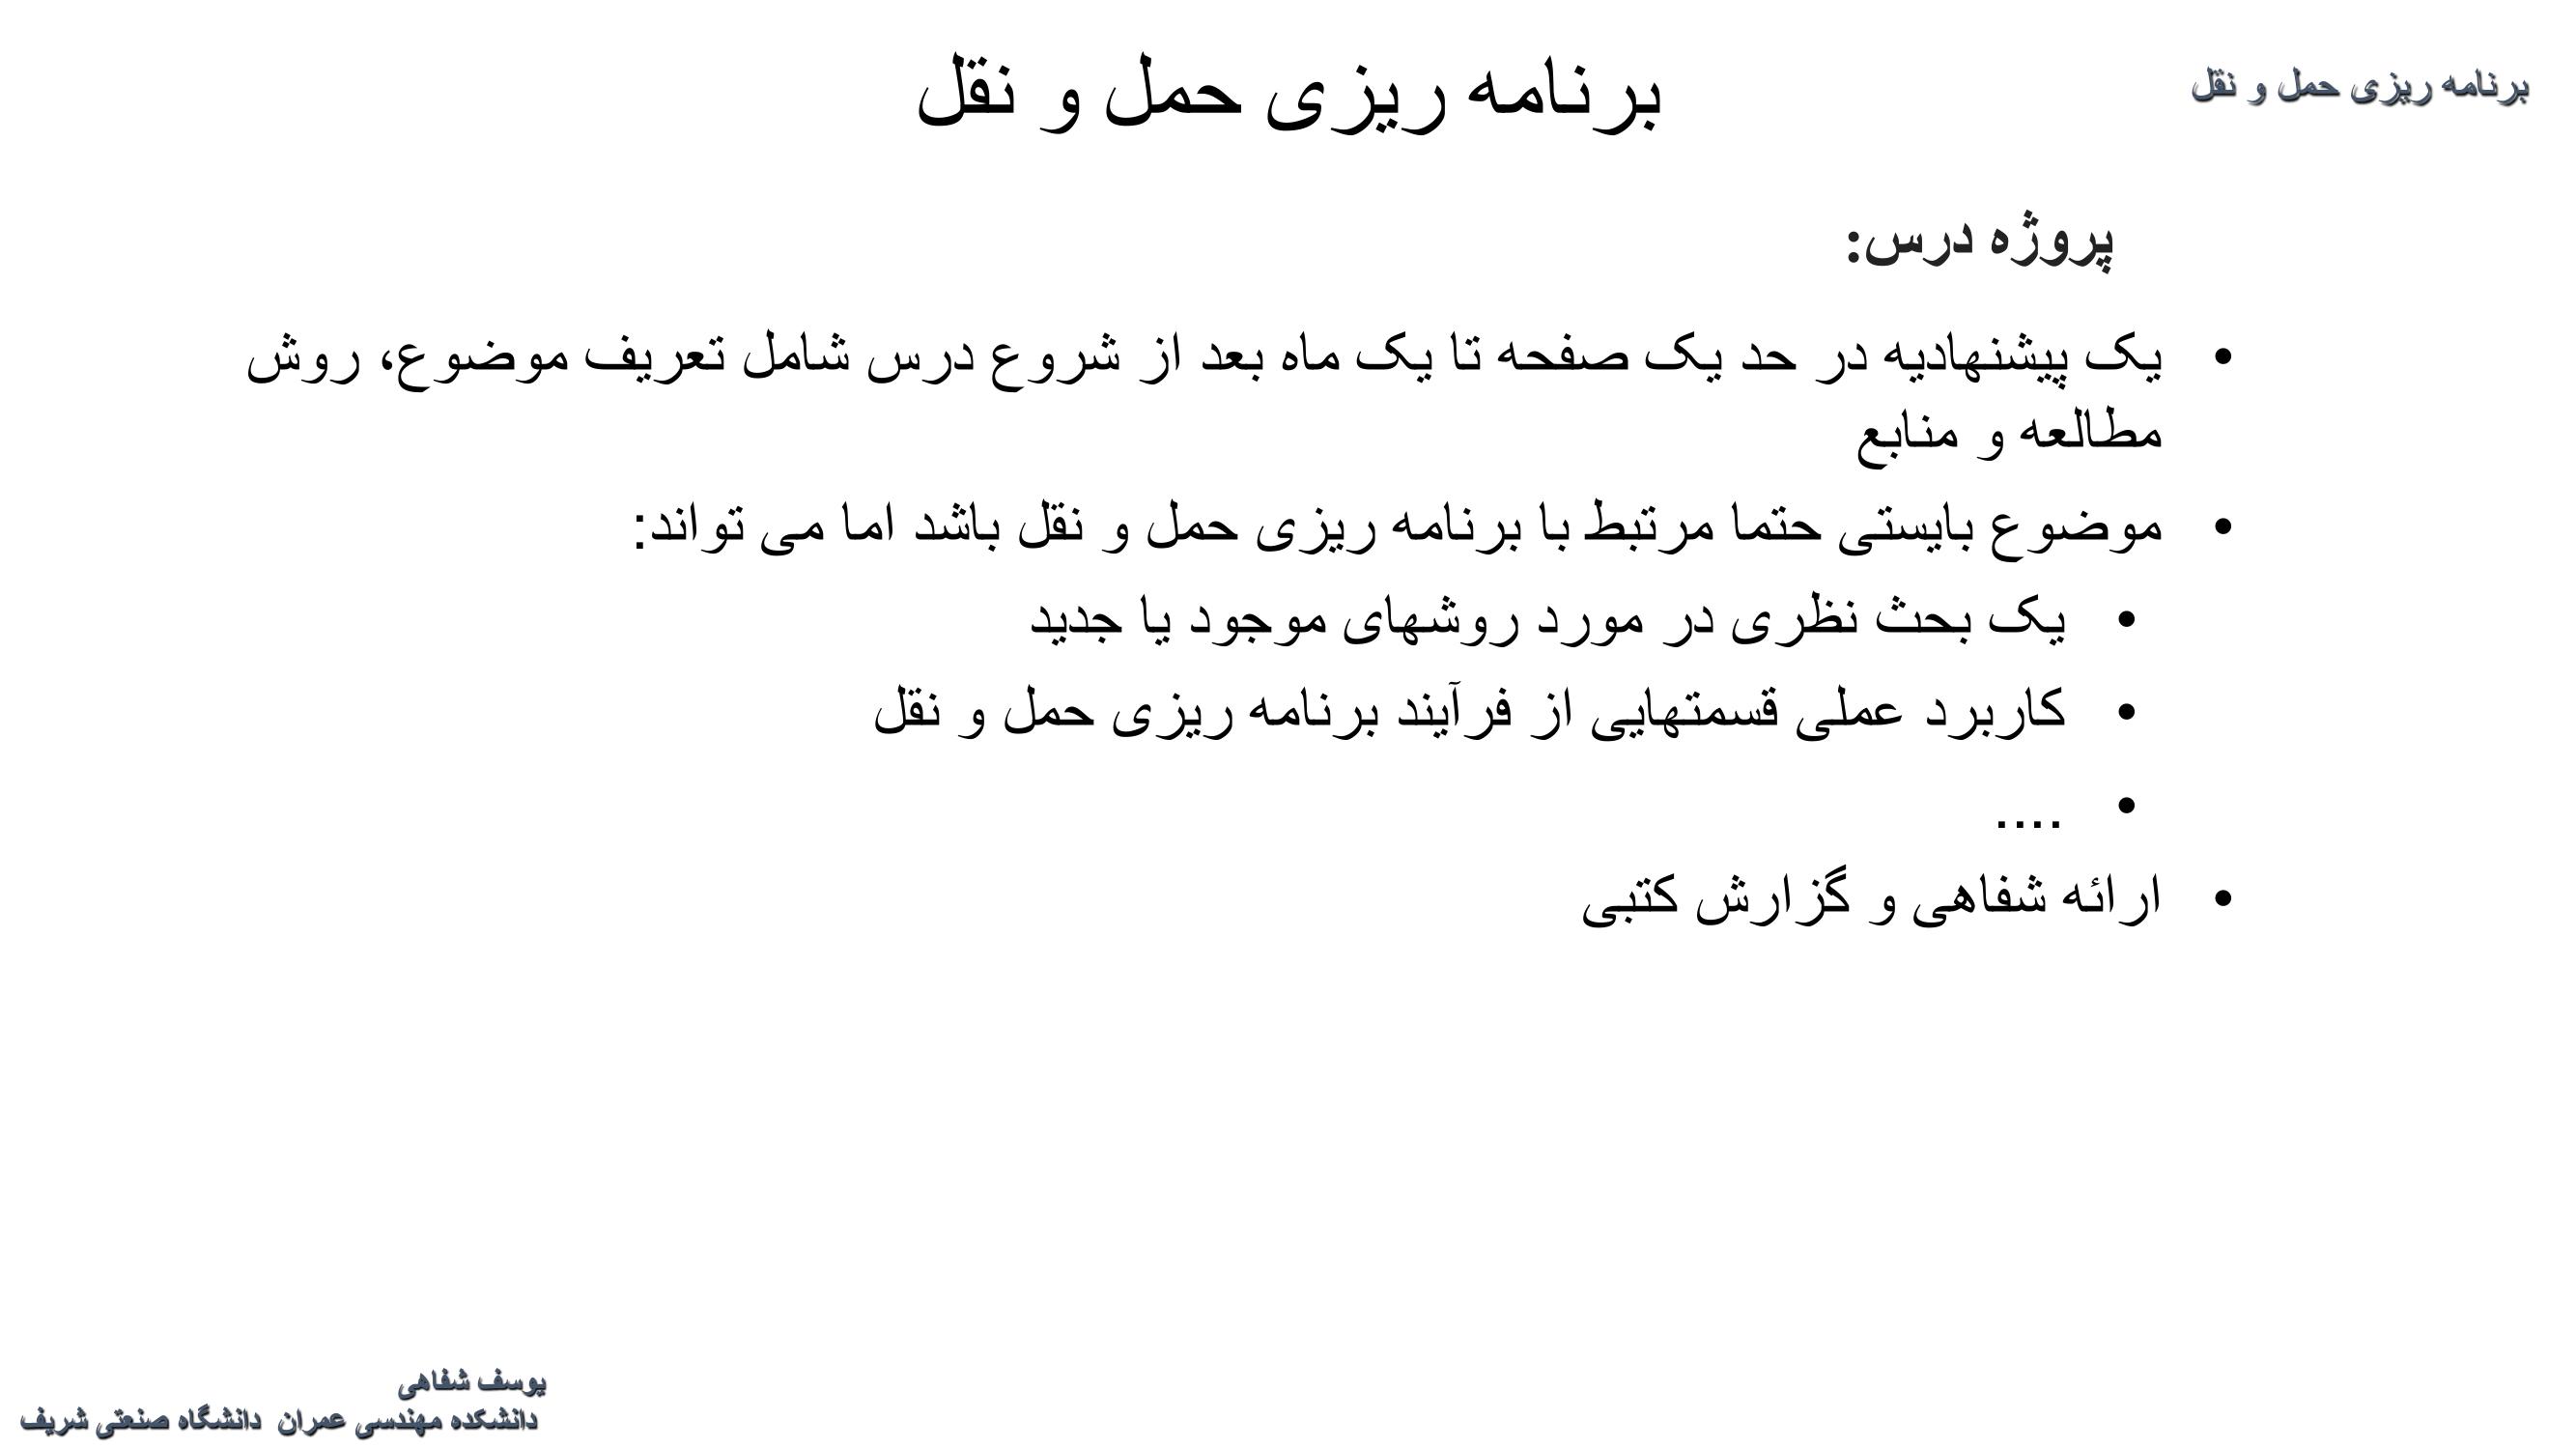 برنامه ریزی حمل و نقل
برنامه ریزی حمل و نقل
پروژه درس:
• یک پیشنهادیه در حد یک صفحه تا یک ماه بعد از شروع درس شامل تعریف موضوع، روش
مطالعه و منابع
• موضوع بایستی حتما مرتبط با برنامه ریزی حمل و نقل باشد اما می تواند:
• یک بحث نظری در مورد روشهای موجود یا جدید
• کاربرد عملی قسمتهایی از فرآیند برنامه ریزی حمل و نقل
• ....
• ارائه شفاهی و گزارش کتبی
یوسف شفاهی
دانشکده مهندسی عمران دانشگاه صنعتی شریف